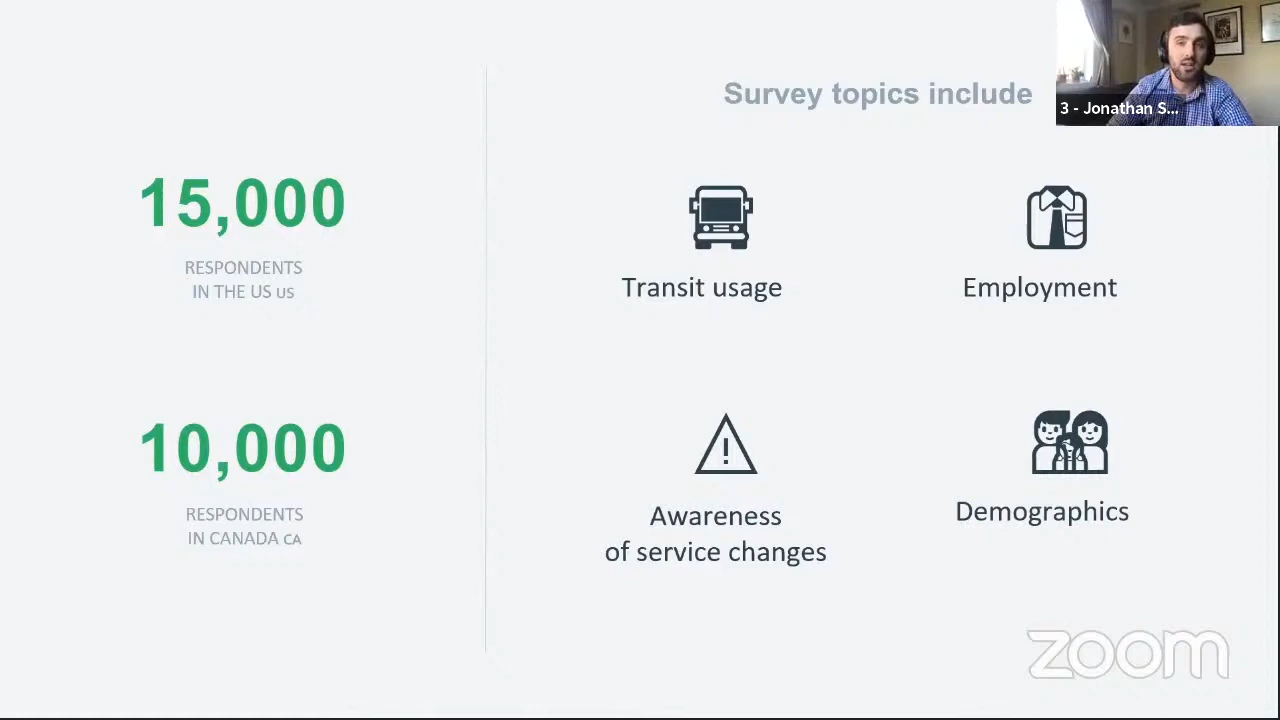 Survey topics include
3 - Jonathan S...
15,000
RESPONDENTS
IN THE US us
10,000
RESPONDENTS
IN CANADA CA
Transit usage
Employment
Awareness
of service changes
Demographics
zoom